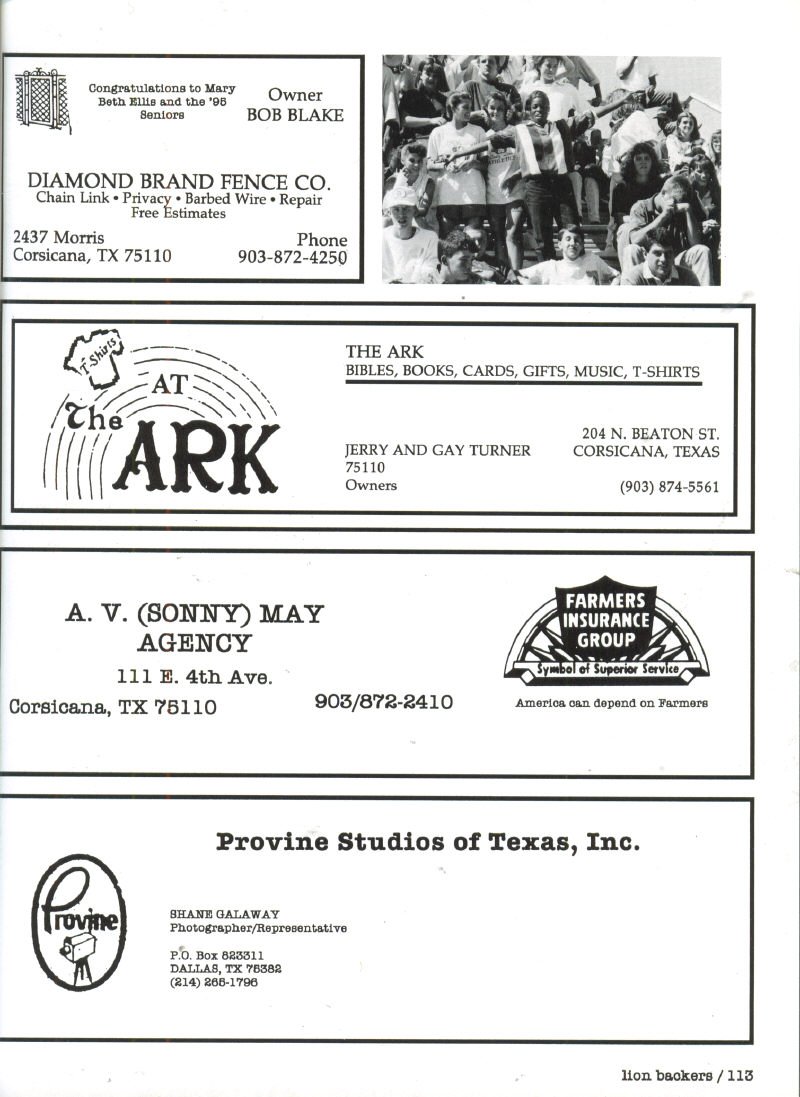 Congratulations to Mary
Beth Ellis and the '95
Seniors
Owner
BOB BLAKE
DIAMOND BRAND FENCE CO.
Chain Link • Privacy • Barbed Wire • Repair
Free Estimates
2437 Morris
Corsicana, TX 75110
Phone
903-872-4250
T-Shirts
AT
The
ARK
THE ARK
BIBLES, BOOKS, CARDS, GIFTS, MUSIC, T-SHIRTS
JERRY AND GAY TURNER
75110
Owners
204 N. BEATON ST.
CORSICANA, TEXAS
(903) 874-5561
A. V. (SONNY) MAY
AGENCY
111 E. 4th Ave.
Corsicana, TX 75110
903/872-2410
FARMERS
INSURANCE
GROUP
Symbol of Superior Service
America can depend on Farmers
Provine Studios of Texas, Inc.
Provine
SHANE GALAWAY
Photographer/Representative
P.O. Box 823311
DALLAS, TX 75382
(214) 265-1796
lion backers / 113